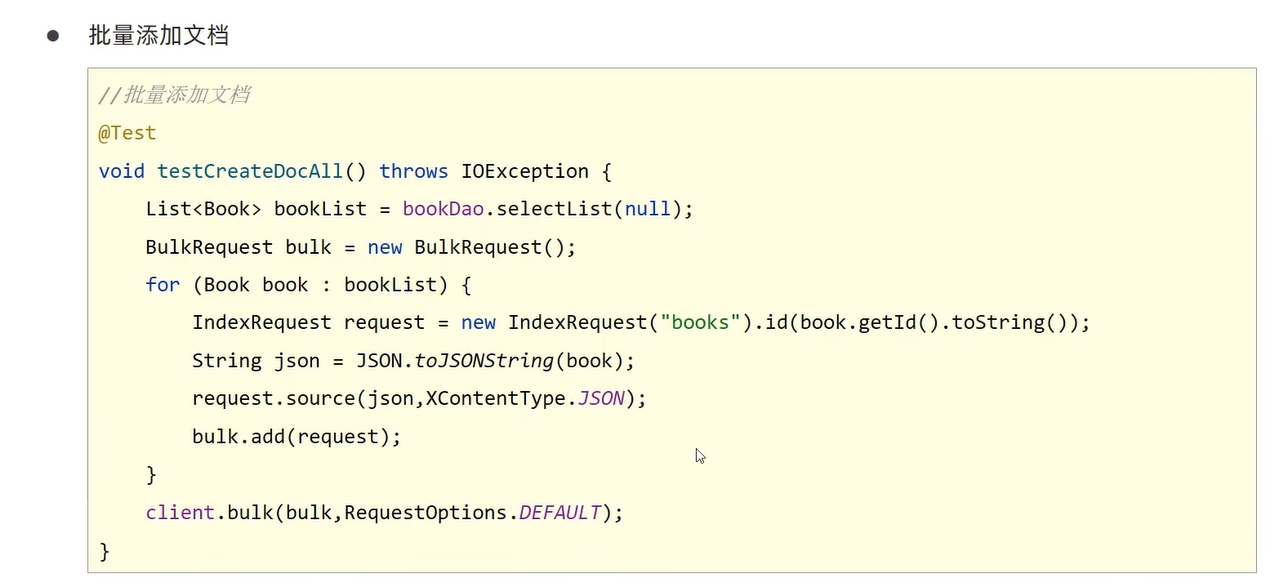 ● 批量添加文档
//批量添加文档
@Test
void testCreateDocAll() throws IOException {
    List<Book> bookList = bookDao.selectList(null);
    BulkRequest bulk = new BulkRequest();
    for (Book book : bookList) {
        IndexRequest request = new IndexRequest("books").id(book.getId().toString());
        String json = JSON.toJSONString(book);
        request.source(json,XContentType.JSON);
        bulk.add(request);
    }
    client.bulk(bulk,RequestOptions.DEFAULT);
}